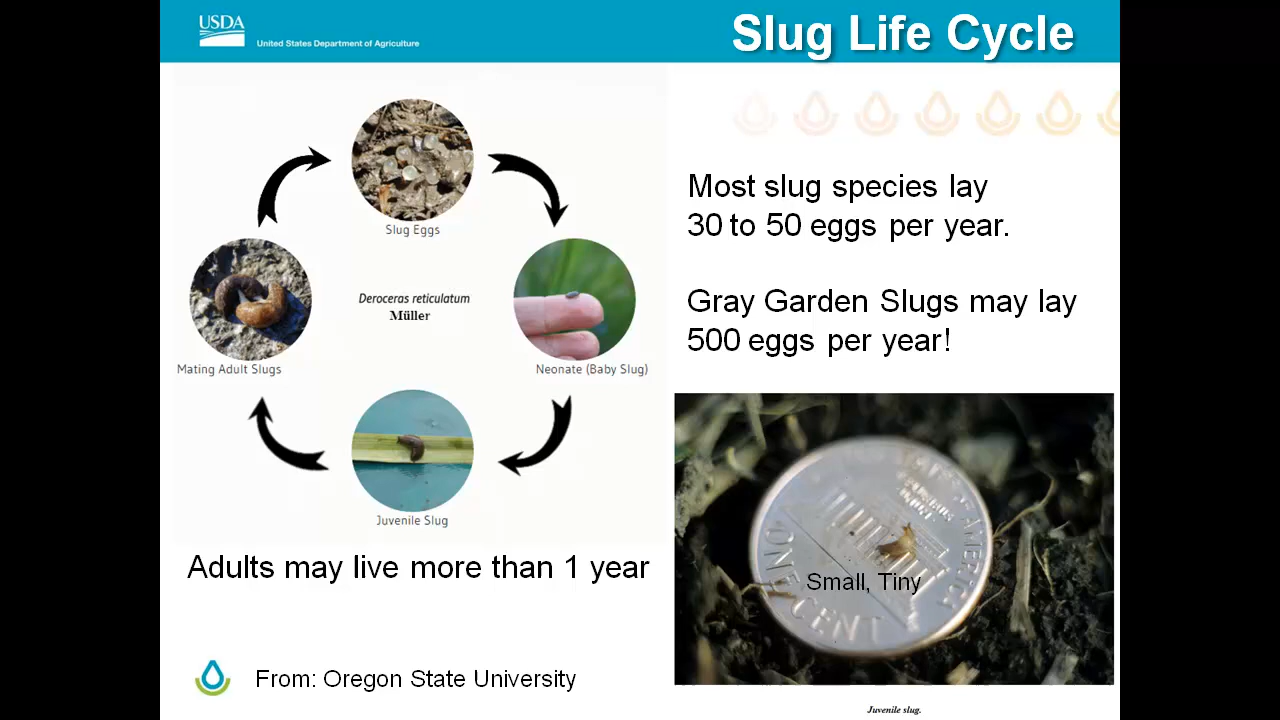 USDA
United States Department of Agriculture
Slug Life Cycle
Slug Eggs
Mating Adult Slugs
Deroceras reticulatum
Müller
Neonate (Baby Slug)
Juvenile Slug
Adults may live more than 1 year
From: Oregon State University
Most slug species lay
30 to 50 eggs per year.
Gray Garden Slugs may lay
500 eggs per year!
AMERICA
ONE CENT
Small, Tiny
Juvenile slug.